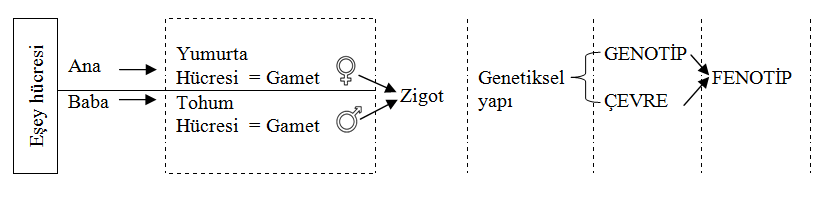 Eşey hücresi
Ana
Baba
Yumurta
Hücresi = Gamet ♀
Tohum
Hücresi = Gamet ♂
Zigot
Genetiksel
yapı
GENOTİP
ÇEVRE
FENOTİP